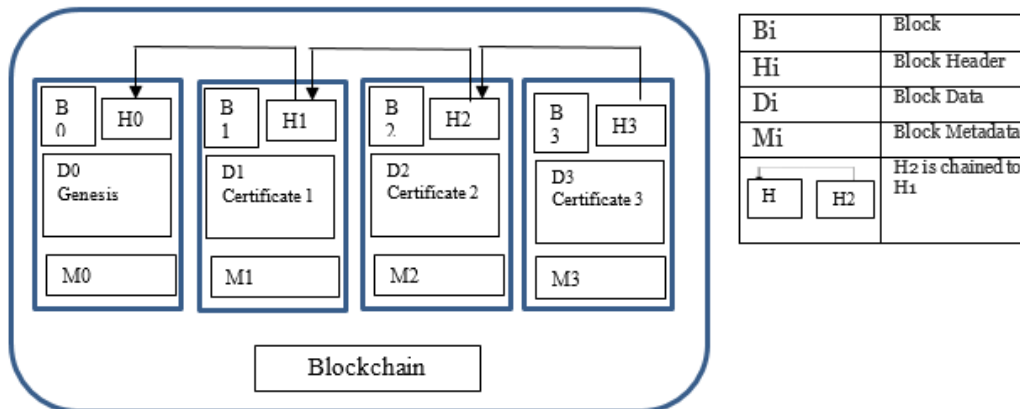 B
0
H0
D0
Genesis
M0
B
1
H1
D1
Certificate 1
M1
B
2
H2
D2
Certificate 2
M2
B
3
H3
D3
Certificate 3
M3
Blockchain
Bi Block
Hi Block Header
Di Block Data
Mi Block Metadata
H H2 H2 is chained to
H1